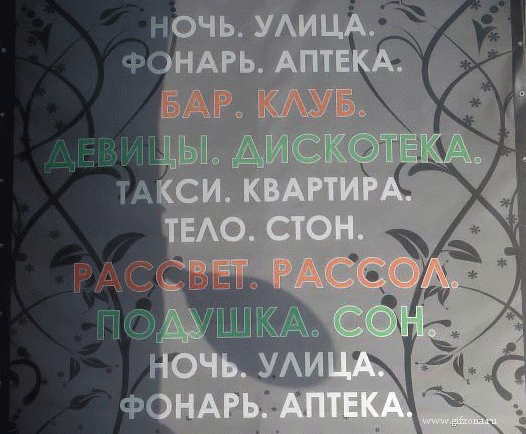 НОЧЬ. УЛИЦА.
ФОНАРЬ. АПТЕКА.
БАР. КЛУБ.
ДЕВИЦЫ. ДИСКОТЕКА.
ТАКСИ. КВАРТИРА.
ТЕЛО. СТОН.
РАССВЕТ. РАССОЛ.
ПОДУШКА. СОН.
НОЧЬ. УЛИЦА.
ФОНАРЬ. АПТЕКА.
www.gifzona.ru